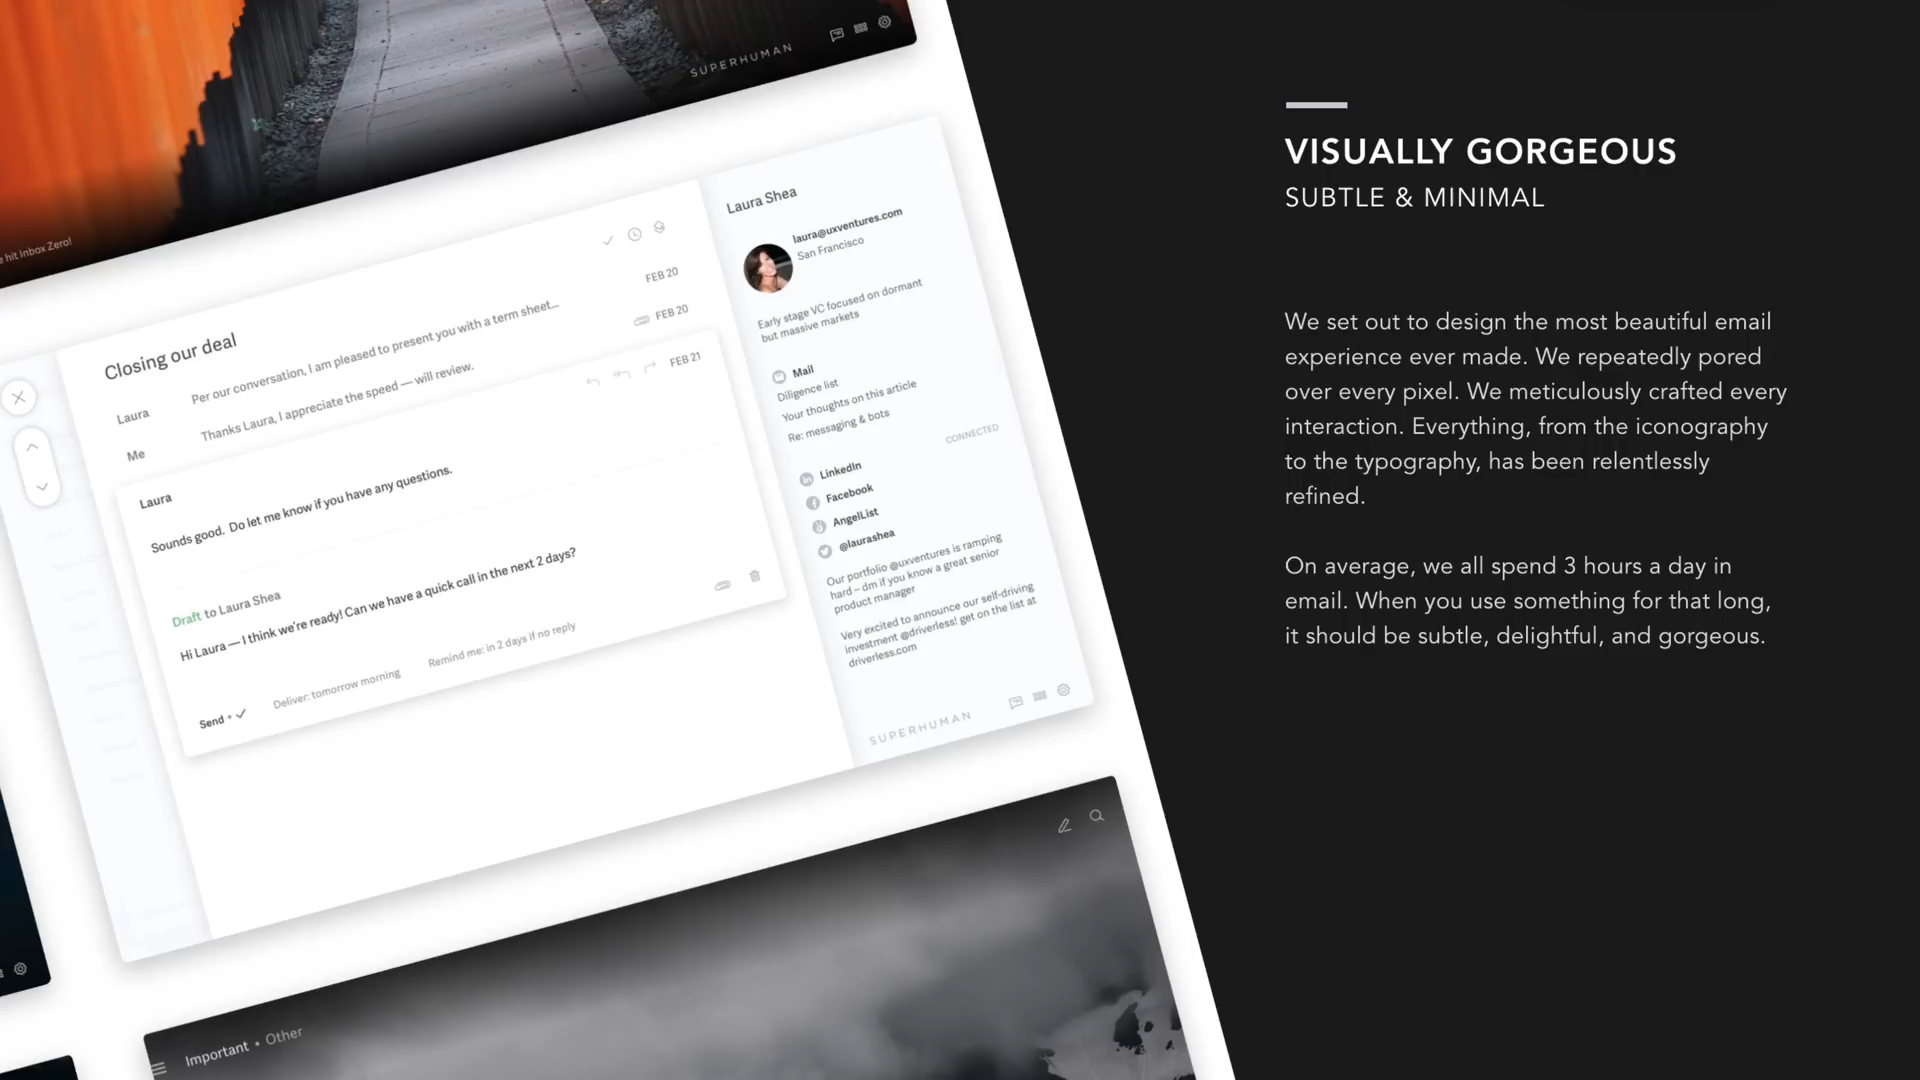 SUPERHUMAN
e hit Inbox Zero!
Closing our deal
Laura
Per our conversation, I am pleased to present you with a term sheet...
FEB 20
Me
Thanks Laura, I appreciate the speed — will review.
FEB 20
Laura
FEB 21
Sounds good. Do let me know if you have any questions.
Draft to Laura Shea
Hi Laura — I think we're ready! Can we have a quick call in the next 2 days?
Send +
Deliver: tomorrow morning
Remind me: in 2 days if no reply
Laura Shea
laura@uxventures.com
San Francisco
Early stage VC focused on dormant
but massive markets
Mail
Diligence list
Your thoughts on this article
Re: messaging & bots
CONNECTED
LinkedIn
Facebook
AngelList
@laurashea
Our portfolio @uxventures is ramping
hard – dm if you know a great senior
product manager
Very excited to announce our self-driving
investment @driverless! get on the list at
driverless.com
SUPERHUMAN
Important • Other
VISUALLY GORGEOUS
SUBTLE & MINIMAL
We set out to design the most beautiful email
experience ever made. We repeatedly pored
over every pixel. We meticulously crafted every
interaction. Everything, from the iconography
to the typography, has been relentlessly
refined.
On average, we all spend 3 hours a day in
email. When you use something for that long,
it should be subtle, delightful, and gorgeous.